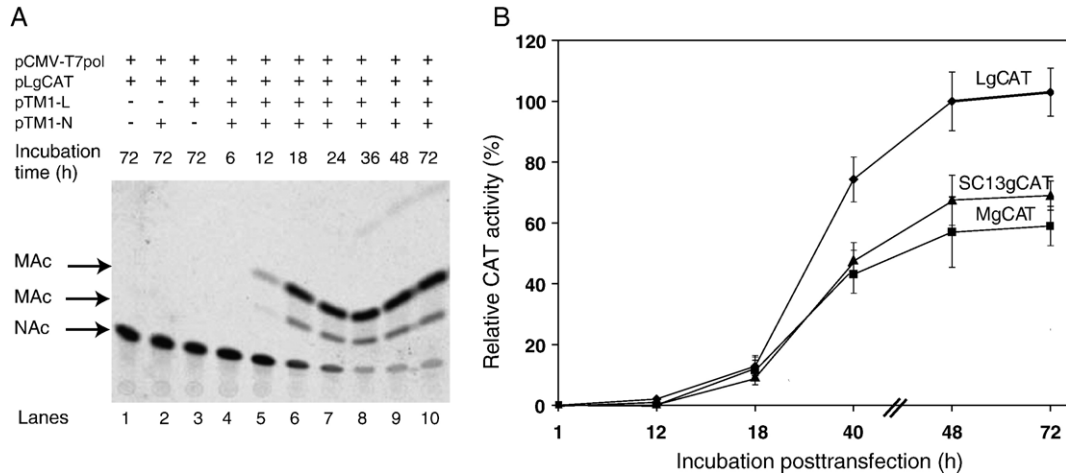 A
pCMV-T7pol + + + + + + + + + +
pLgCAT + + + + + + + + + +
pTM1-L - - + + + + + + + +
pTM1-N - + - + + + + + + +
Incubation
time (h) 72 72 72 6 12 18 24 36 48 72
MAc
MAc
NAc
Lanes 1 2 3 4 5 6 7 8 9 10
B
Relative CAT activity (%)
120
100
80
60
40
20
0
LgCAT
SC13gCAT
MgCAT
1 12 18 40 48 72
Incubation posttransfection (h)